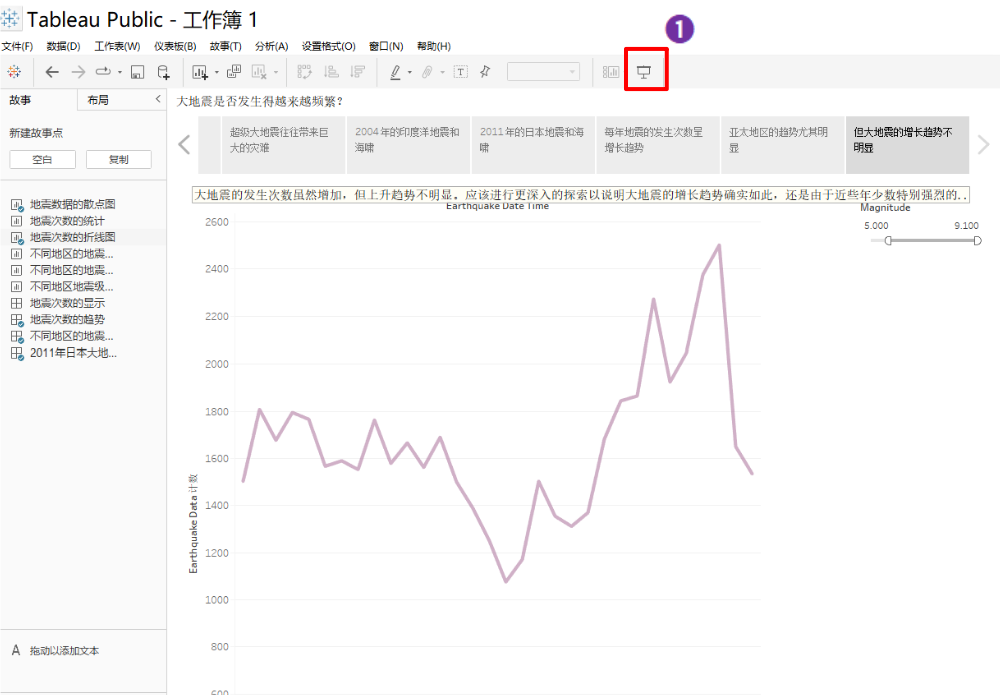 Tableau Public - 工作簿 1
文件(F) 数据(D) 工作表(W) 仪表板(B) 故事(T) 分析(A) 设置格式(O) 窗口(N) 帮助(H)
1
T
故事 布局
大地震是否发生得越来越频繁？
新建故事点
空白 复制
超级大地震往往带来巨
大的灾难
2004 年的印度洋地震和
海啸
2011 年的日本地震和海
啸
每年地震的发生次数呈
增长趋势
亚太地区的趋势尤其明
显
但大地震的增长趋势不
明显
大地震的发生次数虽然增加，但上升趋势不明显。应该进行更深入的探索以说明大地震的增长趋势确实如此，还是由于近些年少数特别强烈的..
地震数据的散点图
地震次数的统计
地震次数的折线图
不同地区的地震...
不同地区的地震...
不同地区地震级...
地震次数的显示
地震次数的趋势
不同地区的地震...
2011年日本大地...
A 拖动以添加文本
Earthquake Date Time
Magnitude
5.000 9.100
Earthquake Data 计数
2600
2400
2200
2000
1800
1600
1400
1200
1000
800
600